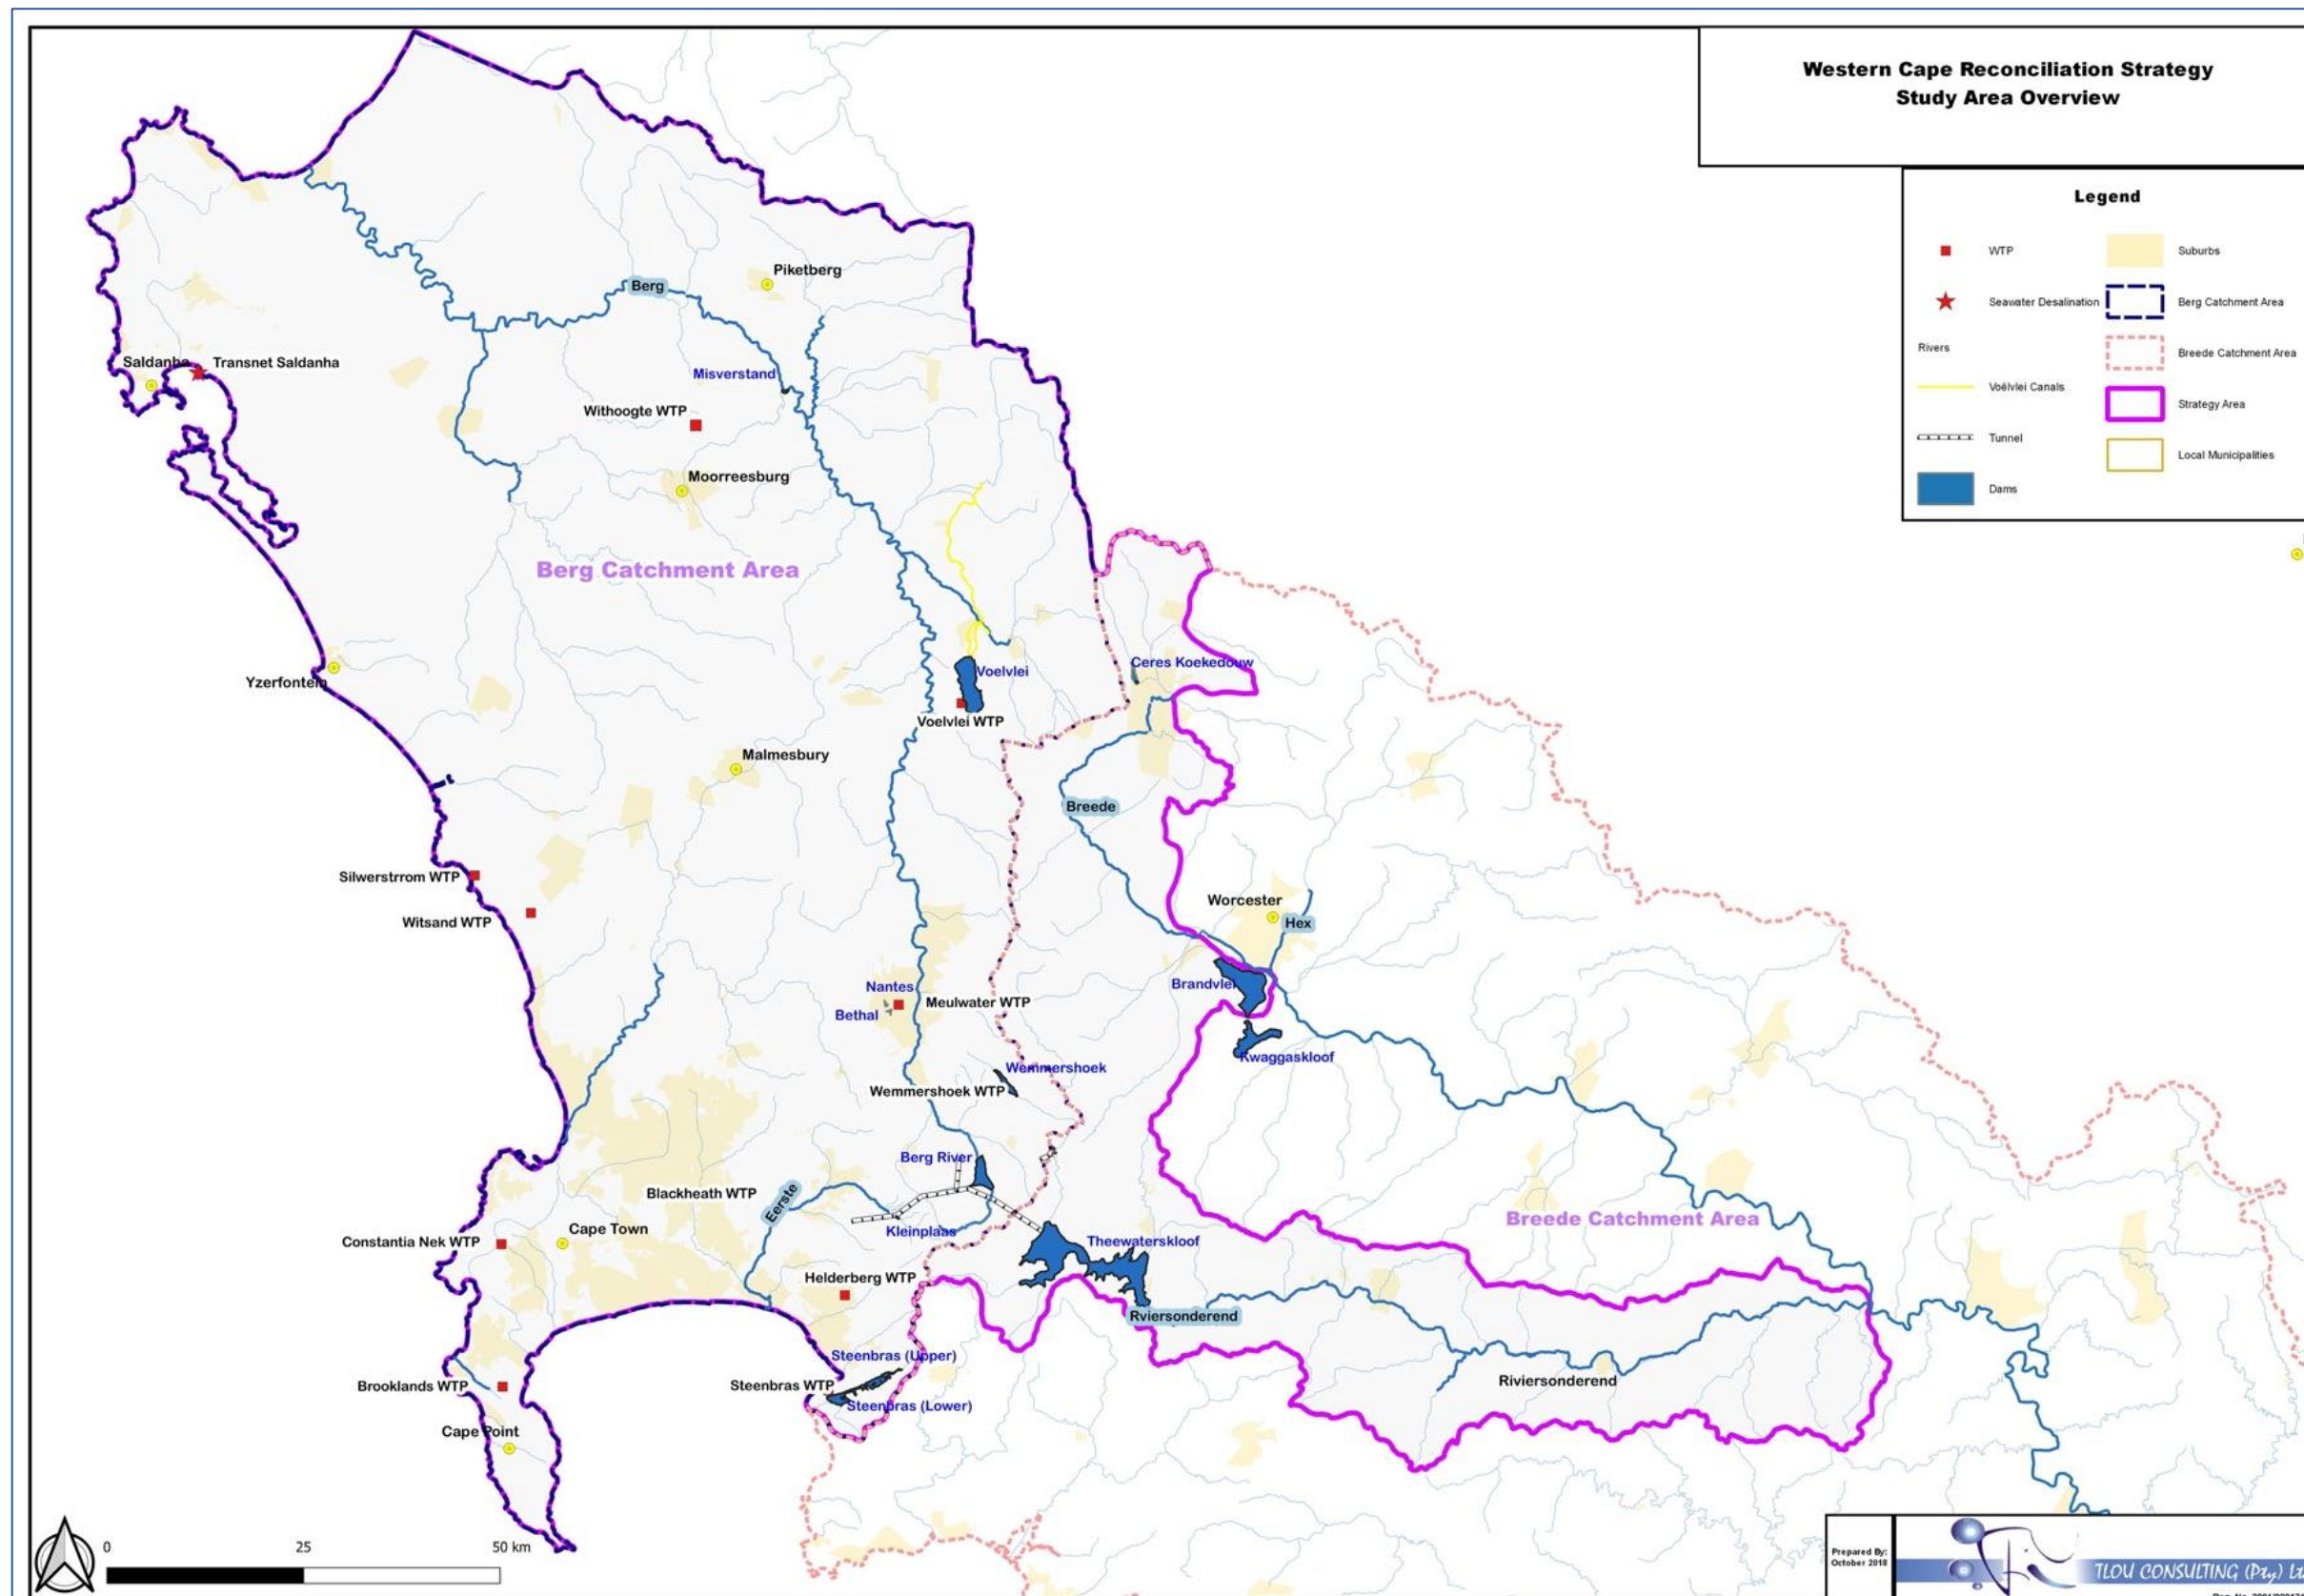 Western Cape Reconciliation Strategy
Study Area Overview
Legend
WTP
Suburbs
Seawater Desalination
Berg Catchment Area
Rivers
Breede Catchment Area
Voëlvlei Canals
Strategy Area
Tunnel
Local Municipalities
Dams
Piketberg
Berg
Saldanha
Transnet Saldanha
Misverstand
Withoogte WTP
Moorreesburg
Berg Catchment Area
Ceres Koekedouw
Voelvlei
Yzerfontein
Voelvlei WTP
Malmesbury
Breede
Silwerstrrom WTP
Worcester
Witsand WTP
Hex
Brandvlei
Nantes
Meulwater WTP
Bethal
Kwaggaskloof
Wemmershoek
Wemmershoek WTP
Berg River
Blackheath WTP
Eerste
Breede Catchment Area
Cape Town
Kleinplaas
Constantia Nek WTP
Theewaterskloof
Helderberg WTP
Rviersonderend
Steenbras (Upper)
Brooklands WTP
Steenbras WTP
Riviersonderend
Steenbras (Lower)
Cape Point
0 25 50 km
Prepared By:
October 2018
TLOU CONSULTING (Pty) Lt